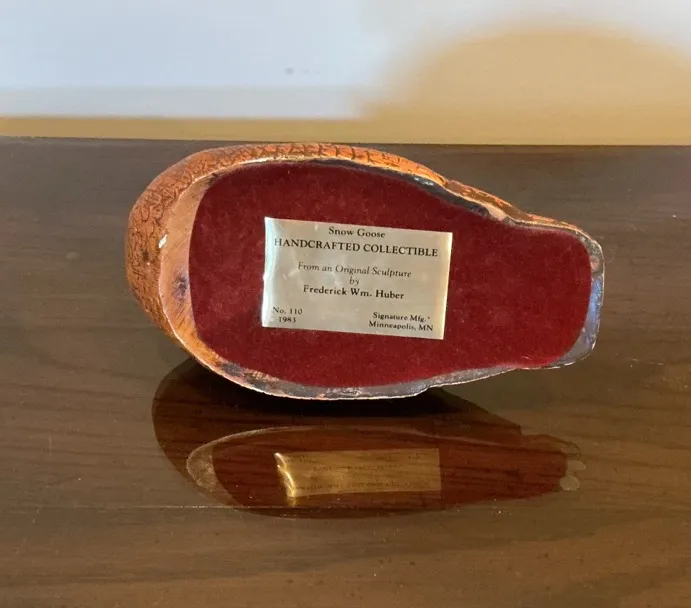 Snow Goose
HANDCRAFTED COLLECTIBLE
From an Original Sculpture
by
Frederick Wm. Huber
No. 110
1983
Signature Mfg.
Minneapolis, MN